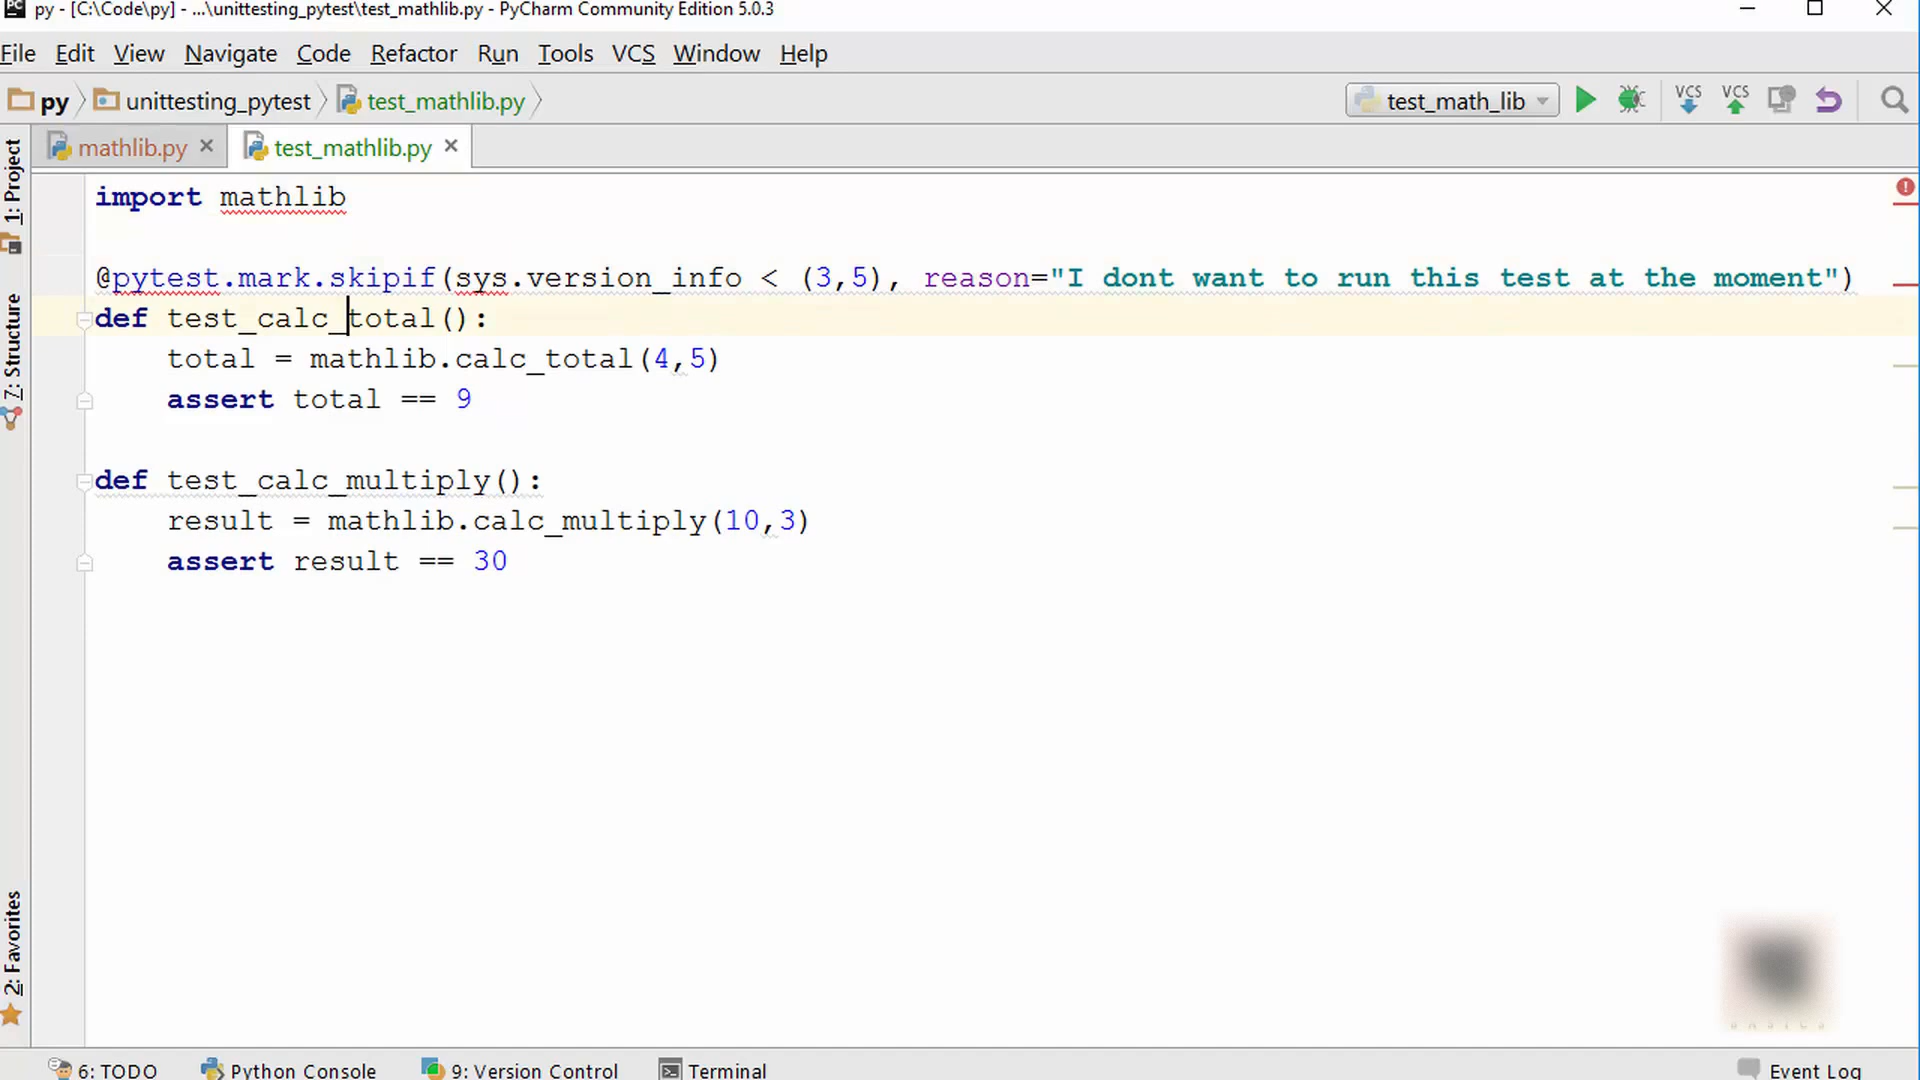 py - [C:\Code\py] - ...\unittesting_pytest\test_mathlib.py - PyCharm Community Edition 5.0.3
File Edit View Navigate Code Refactor Run Tools VCS Window Help
py unittesting_pytest test_mathlib.py test_math_lib VCS VCS
mathlib.py test_mathlib.py
1: Project
7: Structure
2: Favorites
import mathlib
@pytest.mark.skipif(sys.version_info < (3,5), reason="I dont want to run this test at the moment")
def test_calc_total():
    total = mathlib.calc_total(4,5)
    assert total == 9
def test_calc_multiply():
    result = mathlib.calc_multiply(10,3)
    assert result == 30
BASICS
6: TODO Python Console 9: Version Control Terminal Event Log